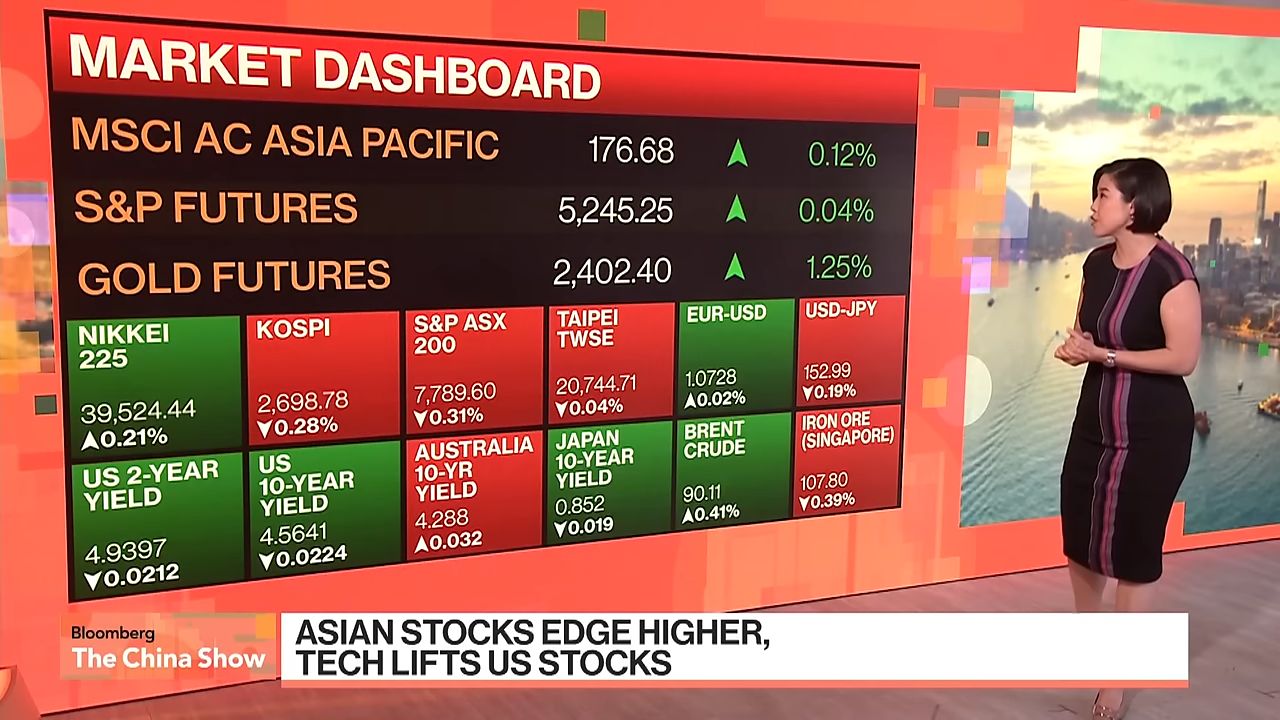 MARKET DASHBOARD
MSCI AC ASIA PACIFIC 176.68 ▲ 0.12%
S&P FUTURES 5,245.25 ▲ 0.04%
GOLD FUTURES 2,402.40 ▲ 1.25%
NIKKEI
225
39,524.44
▲0.21%
KOSPI
2,698.78
▼0.28%
S&P ASX
200
7,789.60
▼0.31%
TAIPEI
TWSE
20,744.71
▼0.04%
EUR-USD
1.0728
▲0.02%
USD-JPY
152.99
▼0.19%
US 2-YEAR
YIELD
4.9397
▼0.0212
US
10-YEAR
YIELD
4.5641
▼0.0224
AUSTRALIA
10-YR
YIELD
4.288
▲0.032
JAPAN
10-YEAR
YIELD
0.852
▼0.019
BRENT
CRUDE
90.11
▲0.41%
IRON ORE
(SINGAPORE)
107.80
▼0.39%
Bloomberg
The China Show
ASIAN STOCKS EDGE HIGHER,
TECH LIFTS US STOCKS